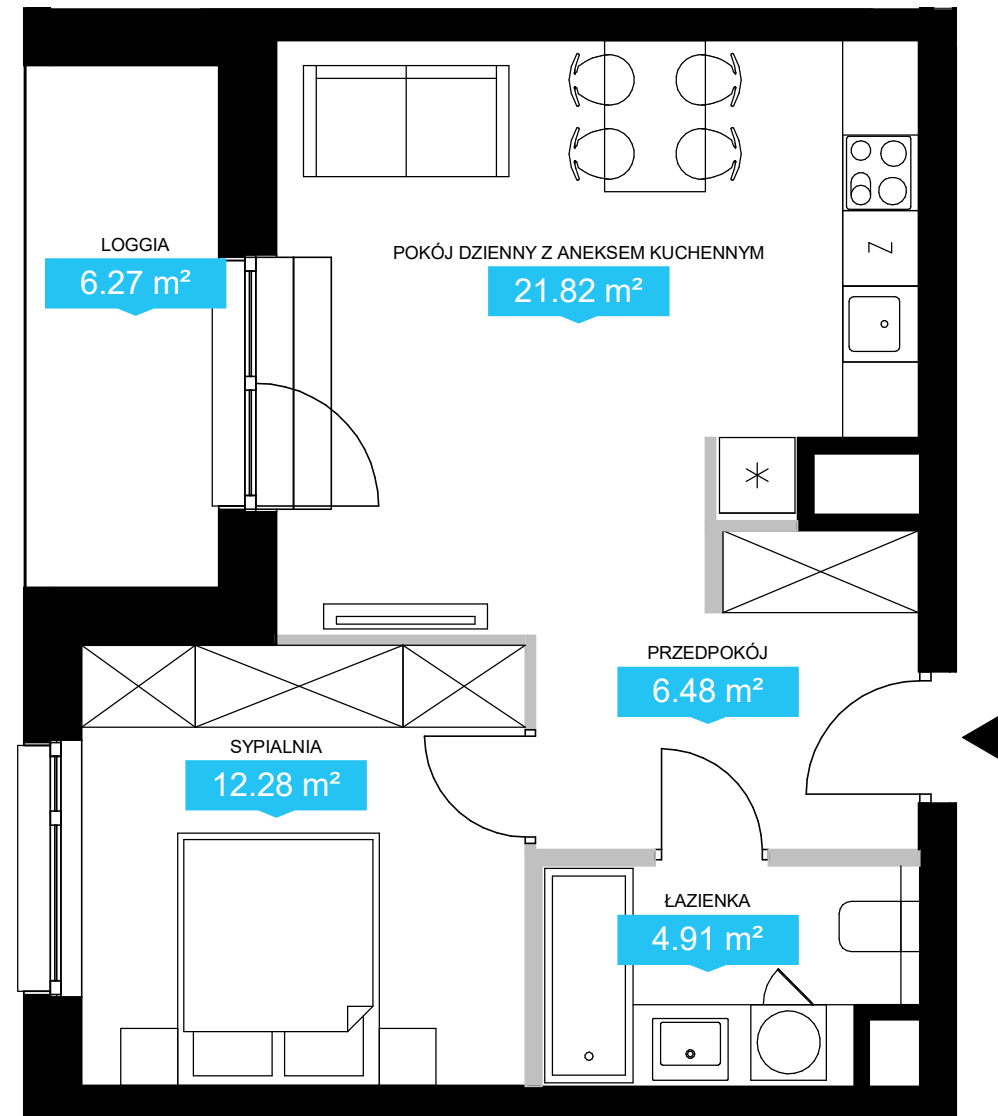 LOGGIA
6.27 m²
POKÓJ DZIENNY Z ANEKSEM KUCHENNYM
21.82 m²
Z
PRZEDPOKÓJ
6.48 m²
SYPIALNIA
12.28 m²
ŁAZIENKA
4.91 m²